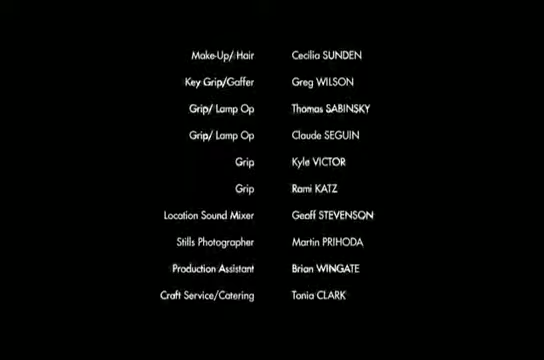 Make-Up/ Hair Cecilia SUNDEN
Key Grip/Gaffer Greg WILSON
Grip/ Lamp Op Thomas SABINSKY
Grip/ Lamp Op Claude SEGUIN
Grip Kyle VICTOR
Grip Rami KATZ
Location Sound Mixer Geoff STEVENSON
Stills Photographer Martin PRIHODA
Production Assistant Brian WINGATE
Craft Service/Catering Tonia CLARK